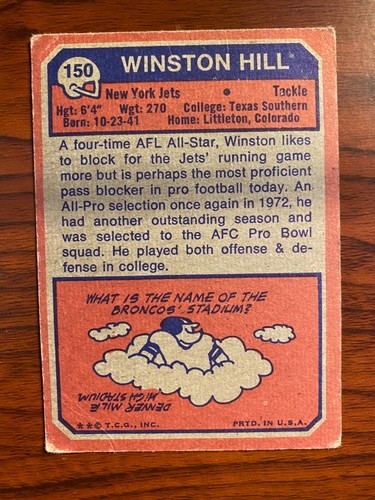 150
WINSTON HILL
New York Jets • Tackle
Hgt: 6'4" Wgt: 270 College: Texas Southern
Born: 10-23-41 Home: Littleton, Colorado
A four-time AFL All-Star, Winston likes
to block for the Jets' running game
more but is perhaps the most proficient
pass blocker in pro football today. An
All-Pro selection once again in 1972, he
had another outstanding season and
was selected to the AFC Pro Bowl
squad. He played both offense & de-
fense in college.
WHAT IS THE NAME OF THE
BRONCOS' STADIUM?
DENVER MILE
HIGH STADIUM
**© T.C.G., INC. PRTD. IN U.S.A.